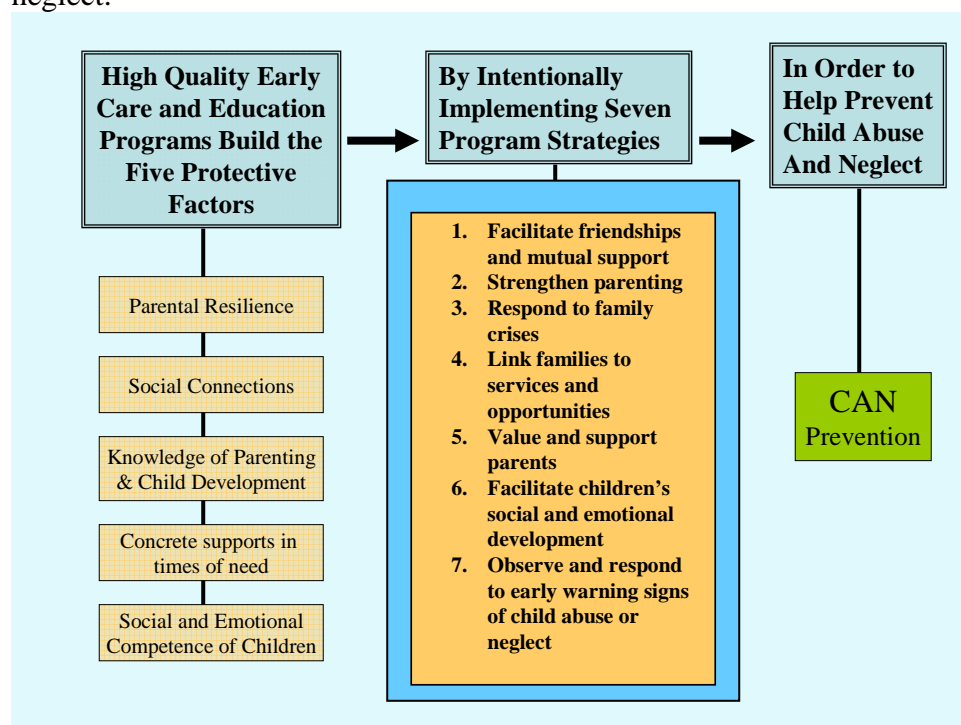 neglect.
High Quality Early
Care and Education
Programs Build the
Five Protective
Factors
Parental Resilience
Social Connections
Knowledge of Parenting
& Child Development
Concrete supports in
times of need
Social and Emotional
Competence of Children
By Intentionally
Implementing Seven
Program Strategies
1. Facilitate friendships
and mutual support
2. Strengthen parenting
3. Respond to family
crises
4. Link families to
services and
opportunities
5. Value and support
parents
6. Facilitate children’s
social and emotional
development
7. Observe and respond
to early warning signs
of child abuse or
neglect
In Order to
Help Prevent
Child Abuse
And Neglect
CAN
Prevention